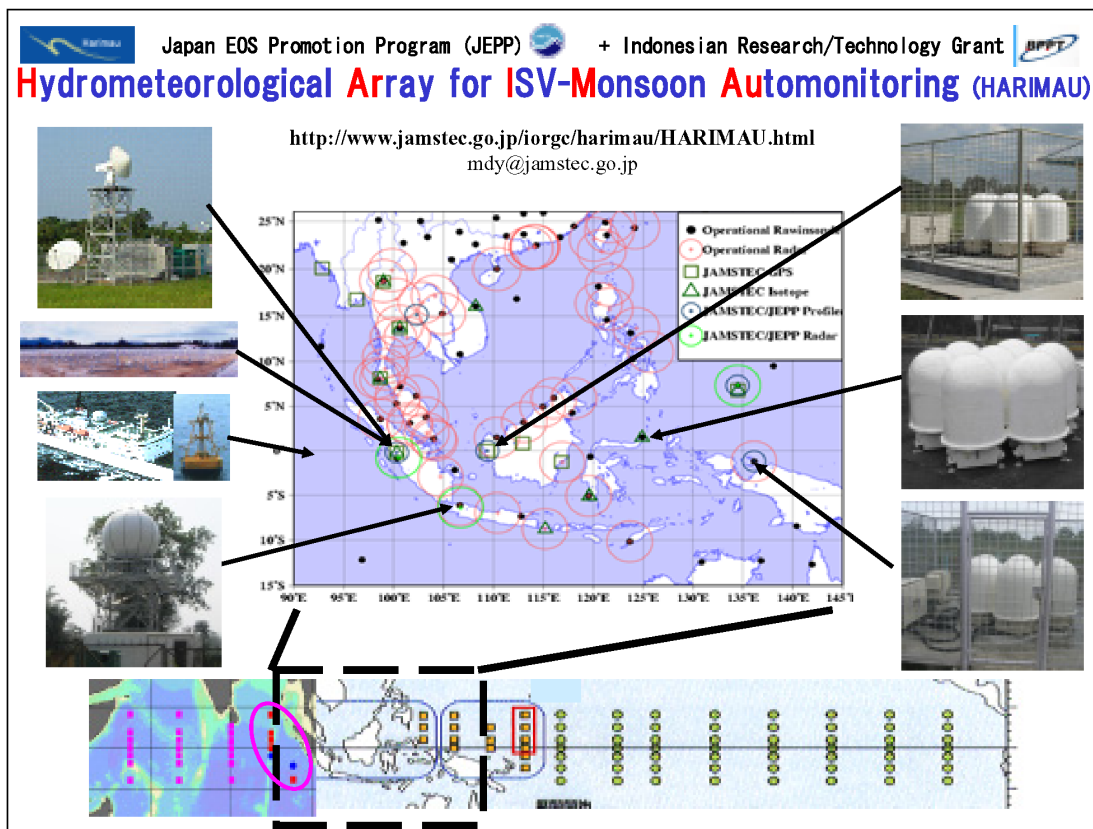 Harimau
Japan EOS Promotion Program (JEPP) + Indonesian Research/Technology Grant
BPPT
Hydrometeorological Array for ISV-Monsoon Automonitoring (HARIMAU)
http://www.jamstec.go.jp/iorgc/harimau/HARIMAU.html
mdy@jamstec.go.jp
25°N
20°N
15°N
10°N
5°N
0°
5°S
10°S
15°S
Operational Rawinsond
Operational Radar
JAMSTEC GPS
JAMSTEC Isotope
JAMSTEC/JEPP Profiler
JAMSTEC/JEPP Radar
90°E 95°E 100°E 105°E 110°E 115°E 120°E 125°E 130°E 135°E 140°E 145°E